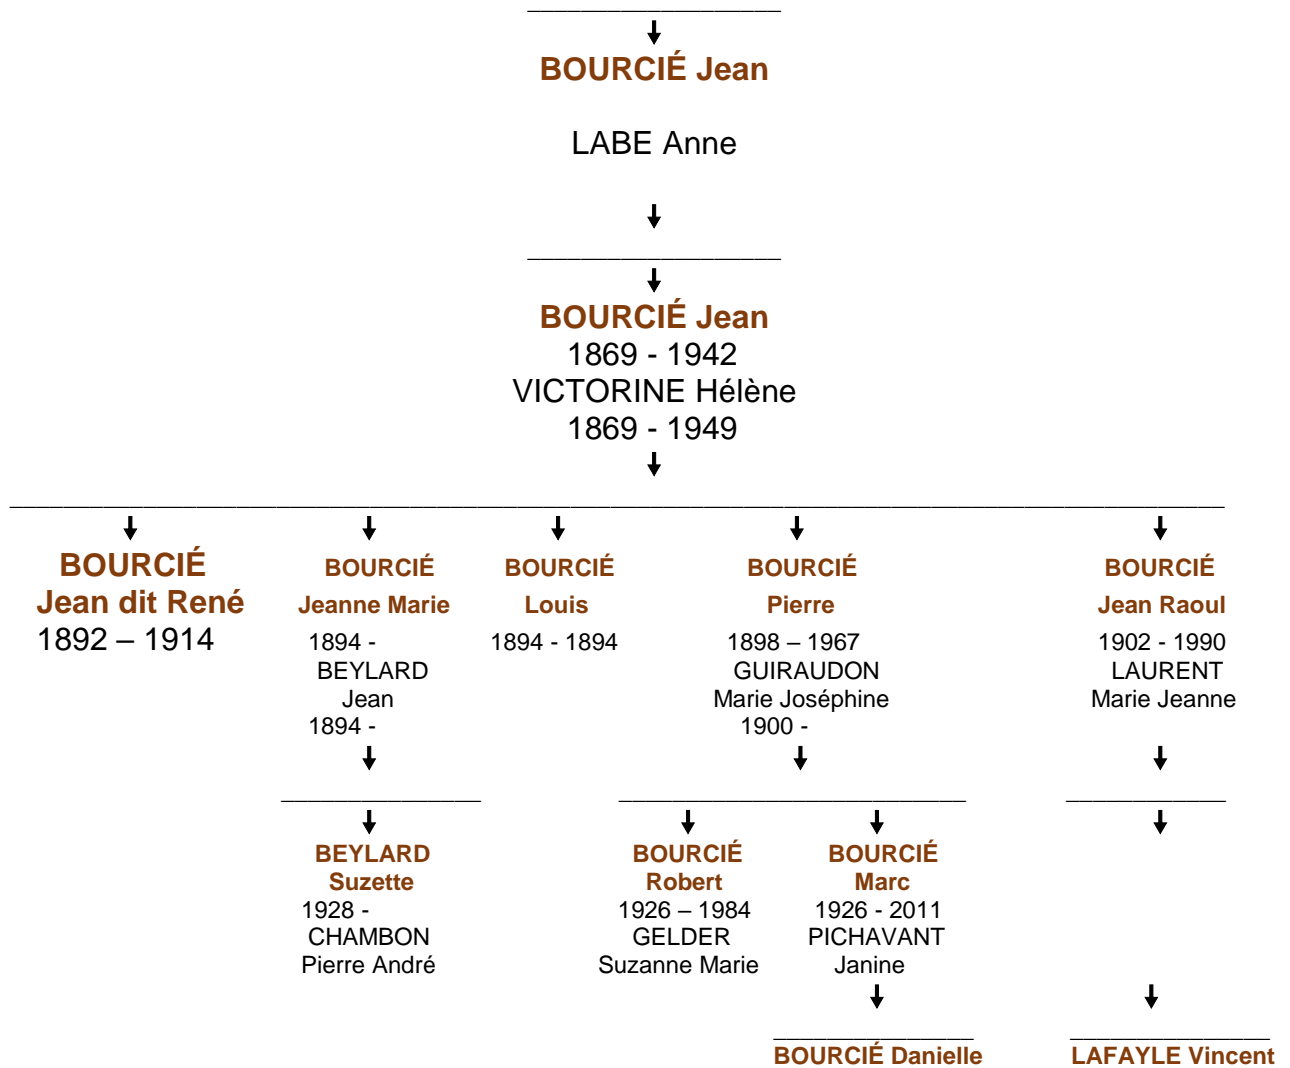 BOURCIÉ Jean
LABE Anne
BOURCIÉ Jean
1869 - 1942
VICTORINE Hélène
1869 - 1949
BOURCIÉ
Jean dit René
1892 – 1914
BOURCIÉ
Jeanne Marie
1894 -
BEYLARD
Jean
1894 -
BOURCIÉ
Louis
1894 - 1894
BOURCIÉ
Pierre
1898 – 1967
GUIRAUDON
Marie Joséphine
1900 -
BOURCIÉ
Jean Raoul
1902 - 1990
LAURENT
Marie Jeanne
BEYLARD
Suzette
1928 -
CHAMBON
Pierre André
BOURCIÉ
Robert
1926 – 1984
GELDER
Suzanne Marie
BOURCIÉ
Marc
1926 - 2011
PICHAVANT
Janine
BOURCIÉ Danielle
LAFAYLE Vincent